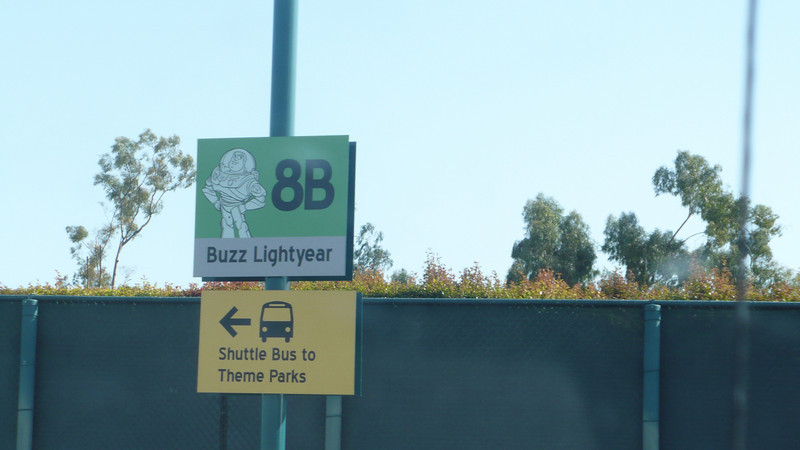 8B
Buzz Lightyear
Shuttle Bus to
Theme Parks